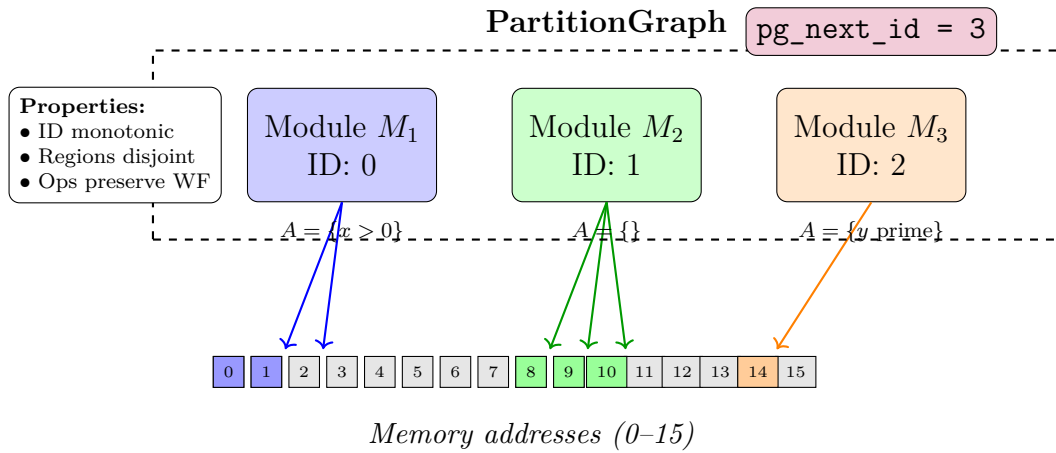 PartitionGraph
pg_next_id = 3
Properties:
• ID monotonic
• Regions disjoint
• Ops preserve WF
Module M₁
ID: 0
Module M₂
ID: 1
Module M₃
ID: 2
A = {x > 0}
A = {}
A = {y prime}
0 1 2 3 4 5 6 7 8 9 10 11 12 13 14 15
Memory addresses (0–15)